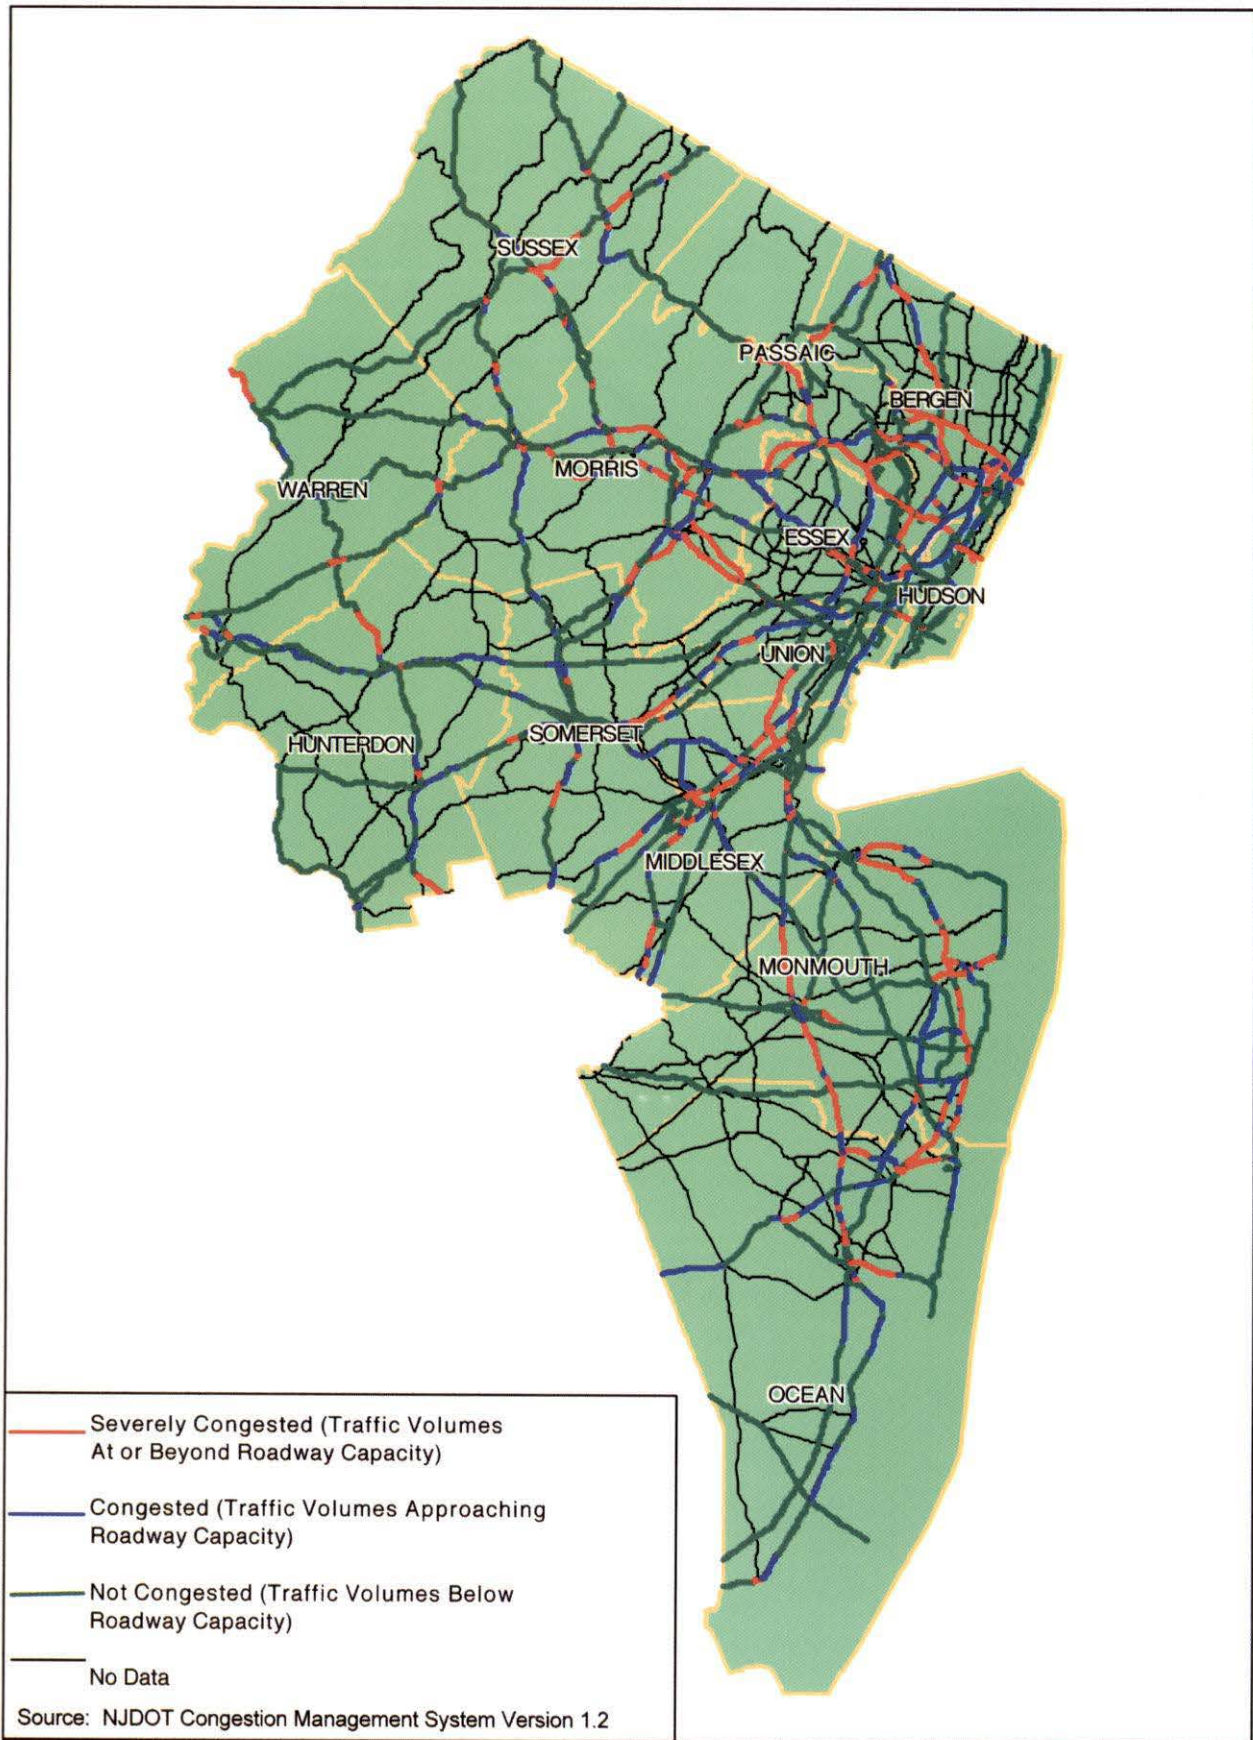 SUSSEX
PASSAIC
BERGEN
MORRIS
WARREN
ESSEX
HUDSON
UNION
SOMERSET
HUNTERDON
MIDDLESEX
MONMOUTH
OCEAN
Severely Congested (Traffic Volumes
At or Beyond Roadway Capacity)
Congested (Traffic Volumes Approaching
Roadway Capacity)
Not Congested (Traffic Volumes Below
Roadway Capacity)
No Data
Source: NJDOT Congestion Management System Version 1.2